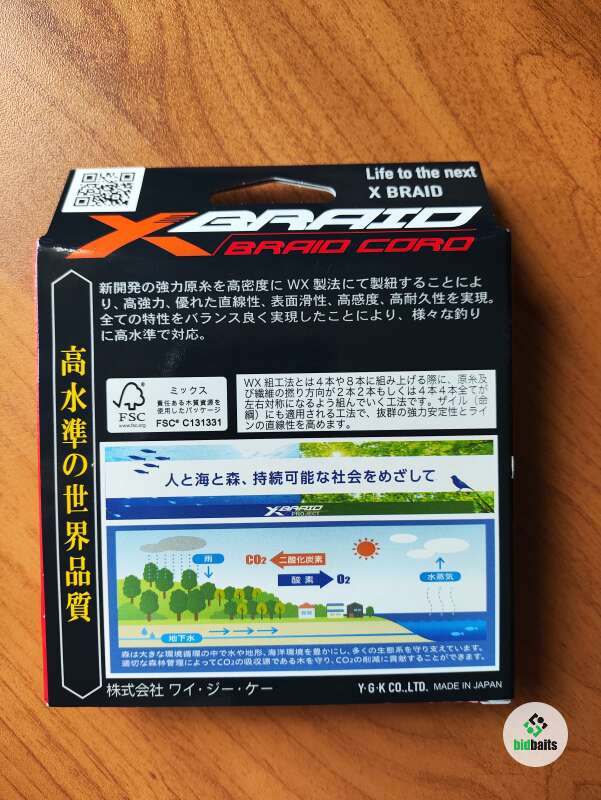 Life to the next
X BRAID
X BRAID
BRAID CORD
新開発の強力原糸を高密度に WX 製法にて製紐することによ
り、高強力、優れた直線性、表面滑性、高感度、高耐久性を実現。
全ての特性をバランス良く実現したことにより、様々な釣り
に高水準で対応。
高水準の世界品質
FSC
www.fsc.org
ミックス
責任ある木質資源を
使用したパッケージ
FSC® C131331
WX 組工法とは４本や８本に組み上げる際に、原糸及
び繊維の撚り方向が２本２本もしくは４本４本全てが
左右対称になるよう組んでいく工法です。ザイル（命
綱）にも適用される工法で、抜群の強力安定性とライ
ンの直線性を高めます。
人と海と森、持続可能な社会をめざして
X BRAID
PROJECT
雨
CO2
二酸化炭素
酸素
O2
水蒸気
地下水
森は大きな環境循環の中で水や地形、海洋環境を豊かにし、多くの生態系を守り支えています。
適切な森林管理によってCO2の吸収源である木を守り、CO2の削減に貢献することができます。
株式会社 ワイ・ジー・ケー
Y・G・K CO.,LTD. MADE IN JAPAN
bidbaits